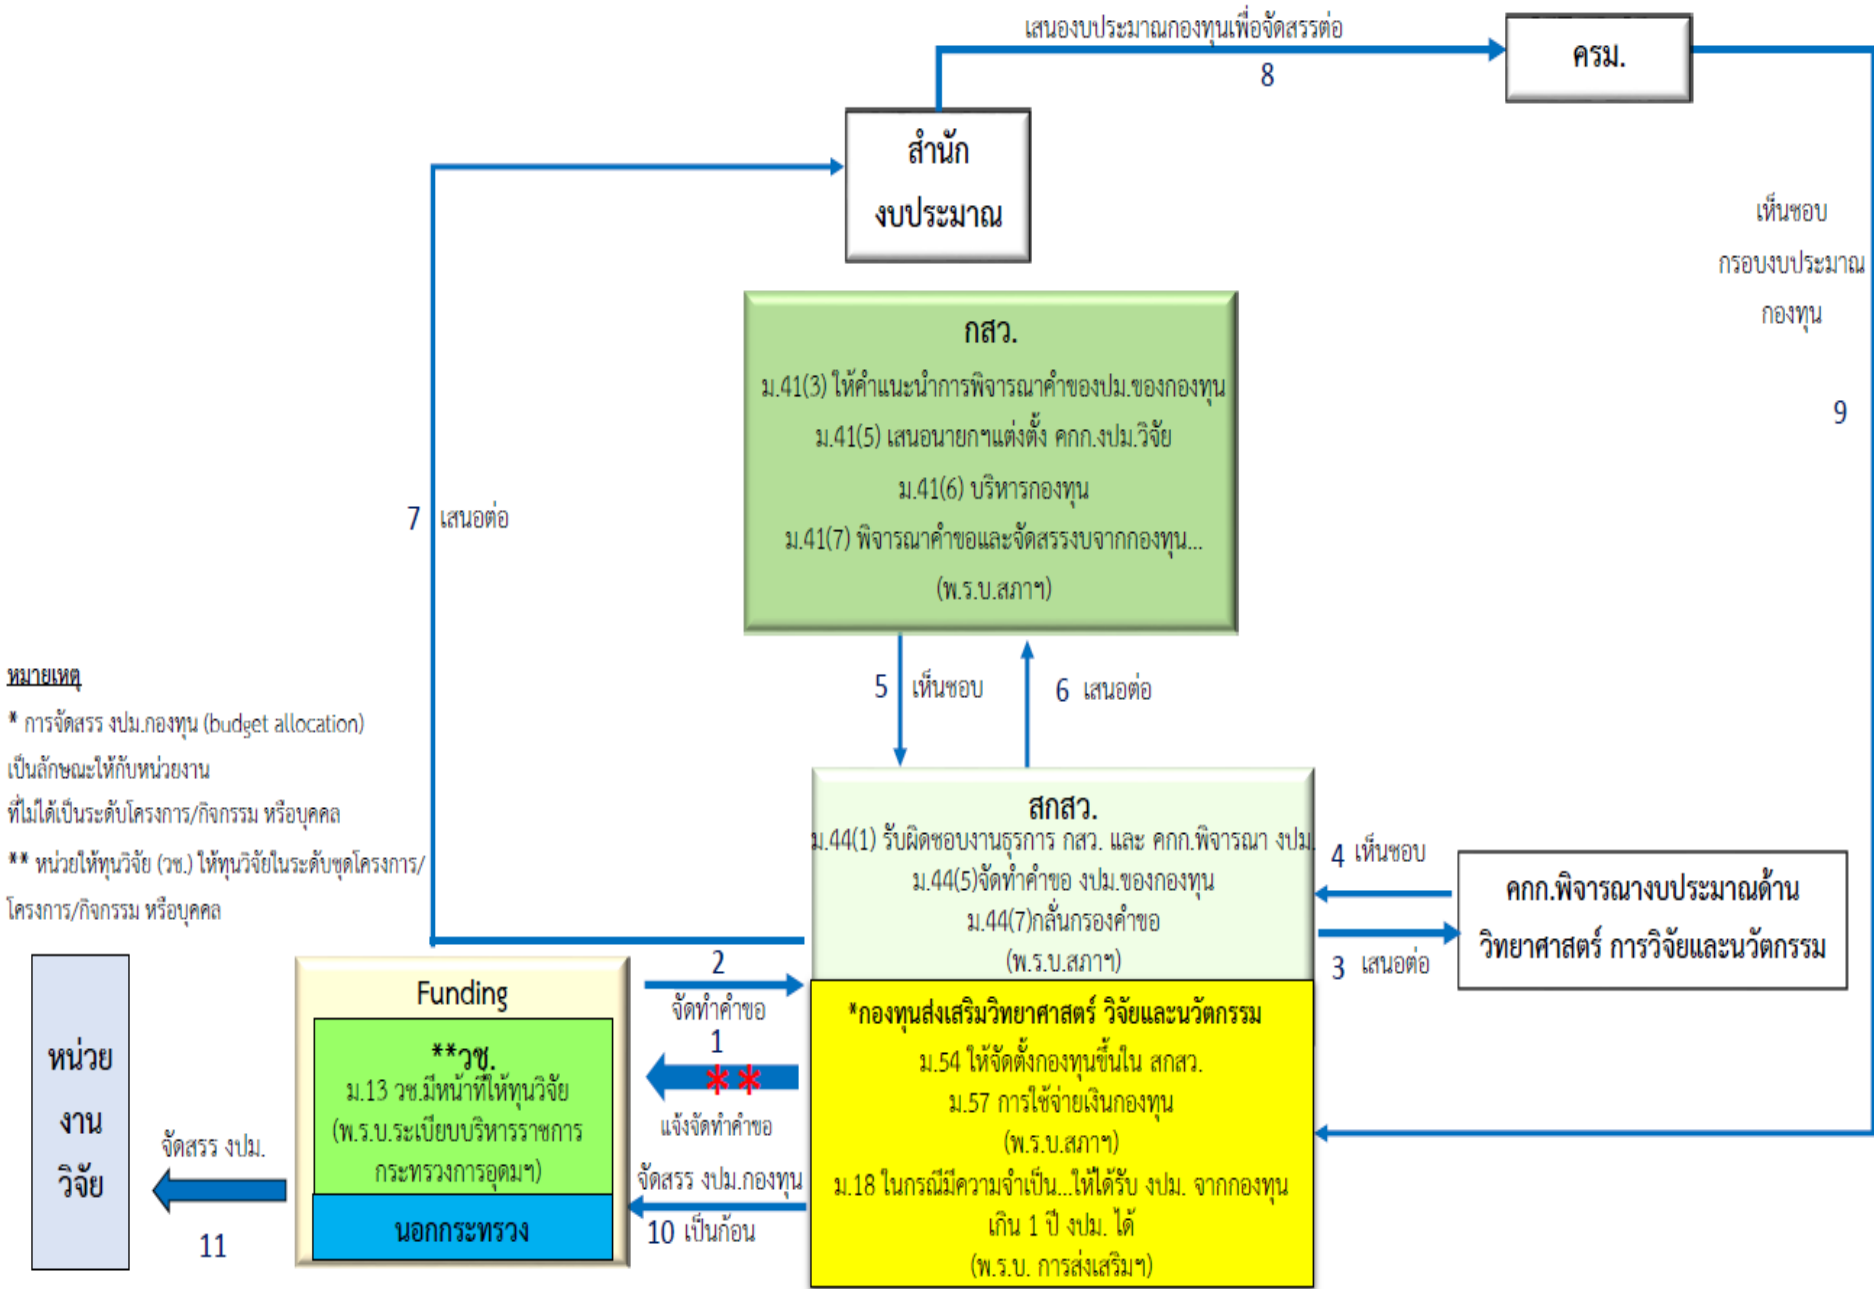 เสนองบประมาณกองทุนเพื่อจัดสรรต่อ
8
ครม.
สำนัก
งบประมาณ
เห็นชอบ
กรอบงบประมาณ
กองทุน
9
กสว.
ม.41(3) ให้คำแนะนำการพิจารณาคำของปม.ของกองทุน
ม.41(5) เสนอนายกฯแต่งตั้ง คกก.งปม.วิจัย
ม.41(6) บริหารกองทุน
ม.41(7) พิจารณาคำขอและจัดสรรงบจากกองทุน...
(พ.ร.บ.สภาฯ)
7 เสนอต่อ
5 เห็นชอบ
6 เสนอต่อ
หมายเหตุ
* การจัดสรร งปม.กองทุน (budget allocation)
เป็นลักษณะให้กับหน่วยงาน
ที่ไม่ได้เป็นระดับโครงการ/กิจกรรม หรือบุคคล
** หน่วยให้ทุนวิจัย (วช.) ให้ทุนวิจัยในระดับชุดโครงการ/
โครงการ/กิจกรรม หรือบุคคล
สกสว.
ม.44(1) รับผิดชอบงานธุรการ กสว. และ คกก.พิจารณา งปม.
ม.44(5)จัดทำคำขอ งปม.ของกองทุน
ม.44(7)กลั่นกรองคำขอ
(พ.ร.บ.สภาฯ)
4 เห็นชอบ
3 เสนอต่อ
คกก.พิจารณางบประมาณด้าน
วิทยาศาสตร์ การวิจัยและนวัตกรรม
2
จัดทำคำขอ
1
**
แจ้งจัดทำคำขอ
จัดสรร งปม.กองทุน
10 เป็นก้อน
*กองทุนส่งเสริมวิทยาศาสตร์ วิจัยและนวัตกรรม
ม.54 ให้จัดตั้งกองทุนขึ้นใน สกสว.
ม.57 การใช้จ่ายเงินกองทุน
(พ.ร.บ.สภาฯ)
ม.18 ในกรณีมีความจำเป็น...ให้ได้รับ งปม. จากกองทุน
เกิน 1 ปี งปม. ได้
(พ.ร.บ. การส่งเสริมฯ)
Funding
**วช.
ม.13 วช.มีหน้าที่ให้ทุนวิจัย
(พ.ร.บ.ระเบียบบริหารราชการ
กระทรวงการอุดมฯ)
นอกกระทรวง
จัดสรร งปม.
11
หน่วย
งาน
วิจัย